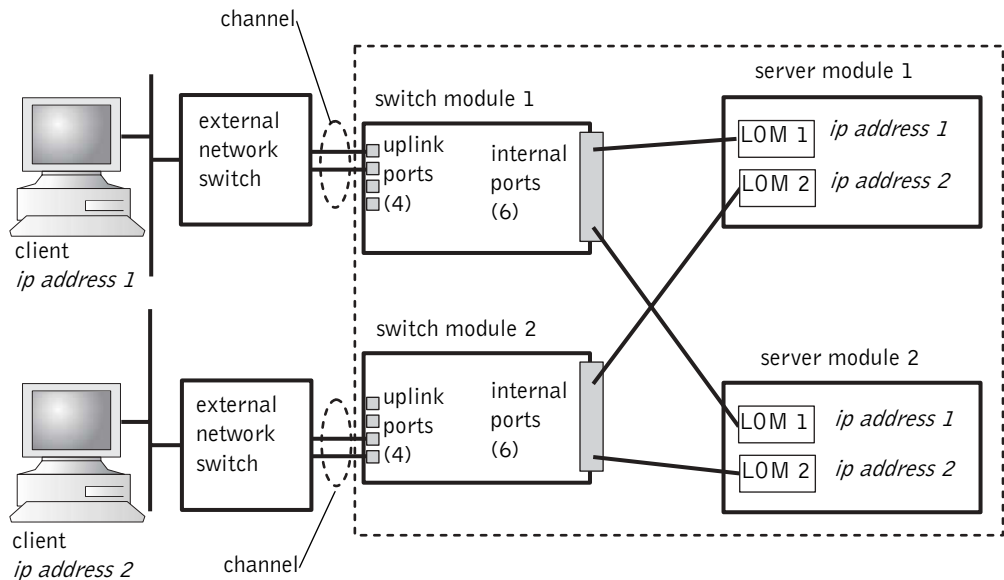 channel
server module 1
switch module 1
external
network
switch
uplink
ports
(4)
internal
ports
(6)
LOM 1
ip address 1
LOM 2
ip address 2
client
ip address 1
switch module 2
server module 2
external
network
switch
uplink
ports
(4)
internal
ports
(6)
LOM 1
ip address 1
LOM 2
ip address 2
client
ip address 2
channel